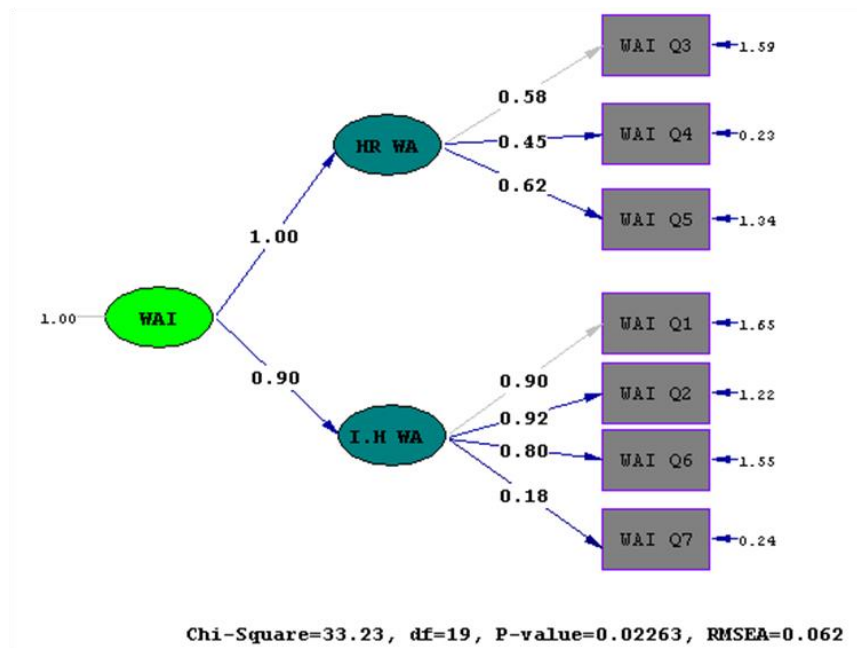 WAI Q3
1.59
0.58
HR WA
0.45
WAI Q4
0.23
0.62
WAI Q5
1.34
1.00
1.00
WAI
0.90
WAI Q1
1.65
0.90
0.92
WAI Q2
1.22
I.H WA
0.80
WAI Q6
1.55
0.18
WAI Q7
0.24
Chi-Square=33.23, df=19, P-value=0.02263, RMSEA=0.062